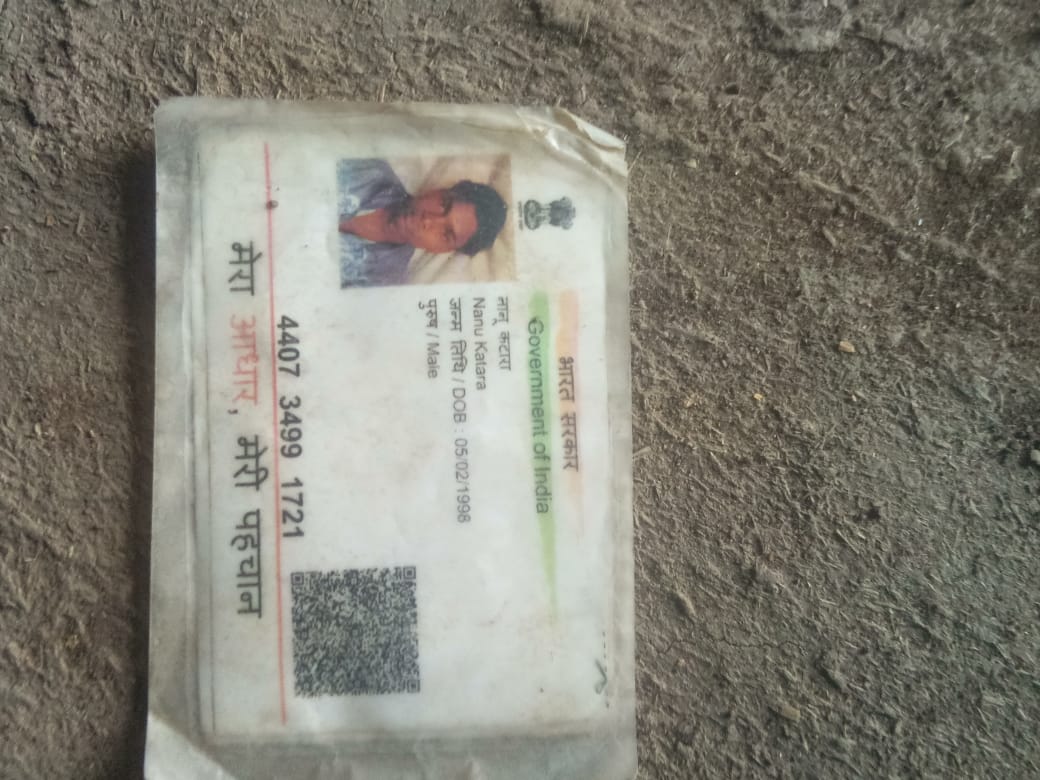 भारत सरकार
Government of India
नानू कटारा
Nanu Katara
जन्म तिथि / DOB : 05/02/1998
पुरुष / Male
4407 3499 1721
मेरा आधार, मेरी पहचान